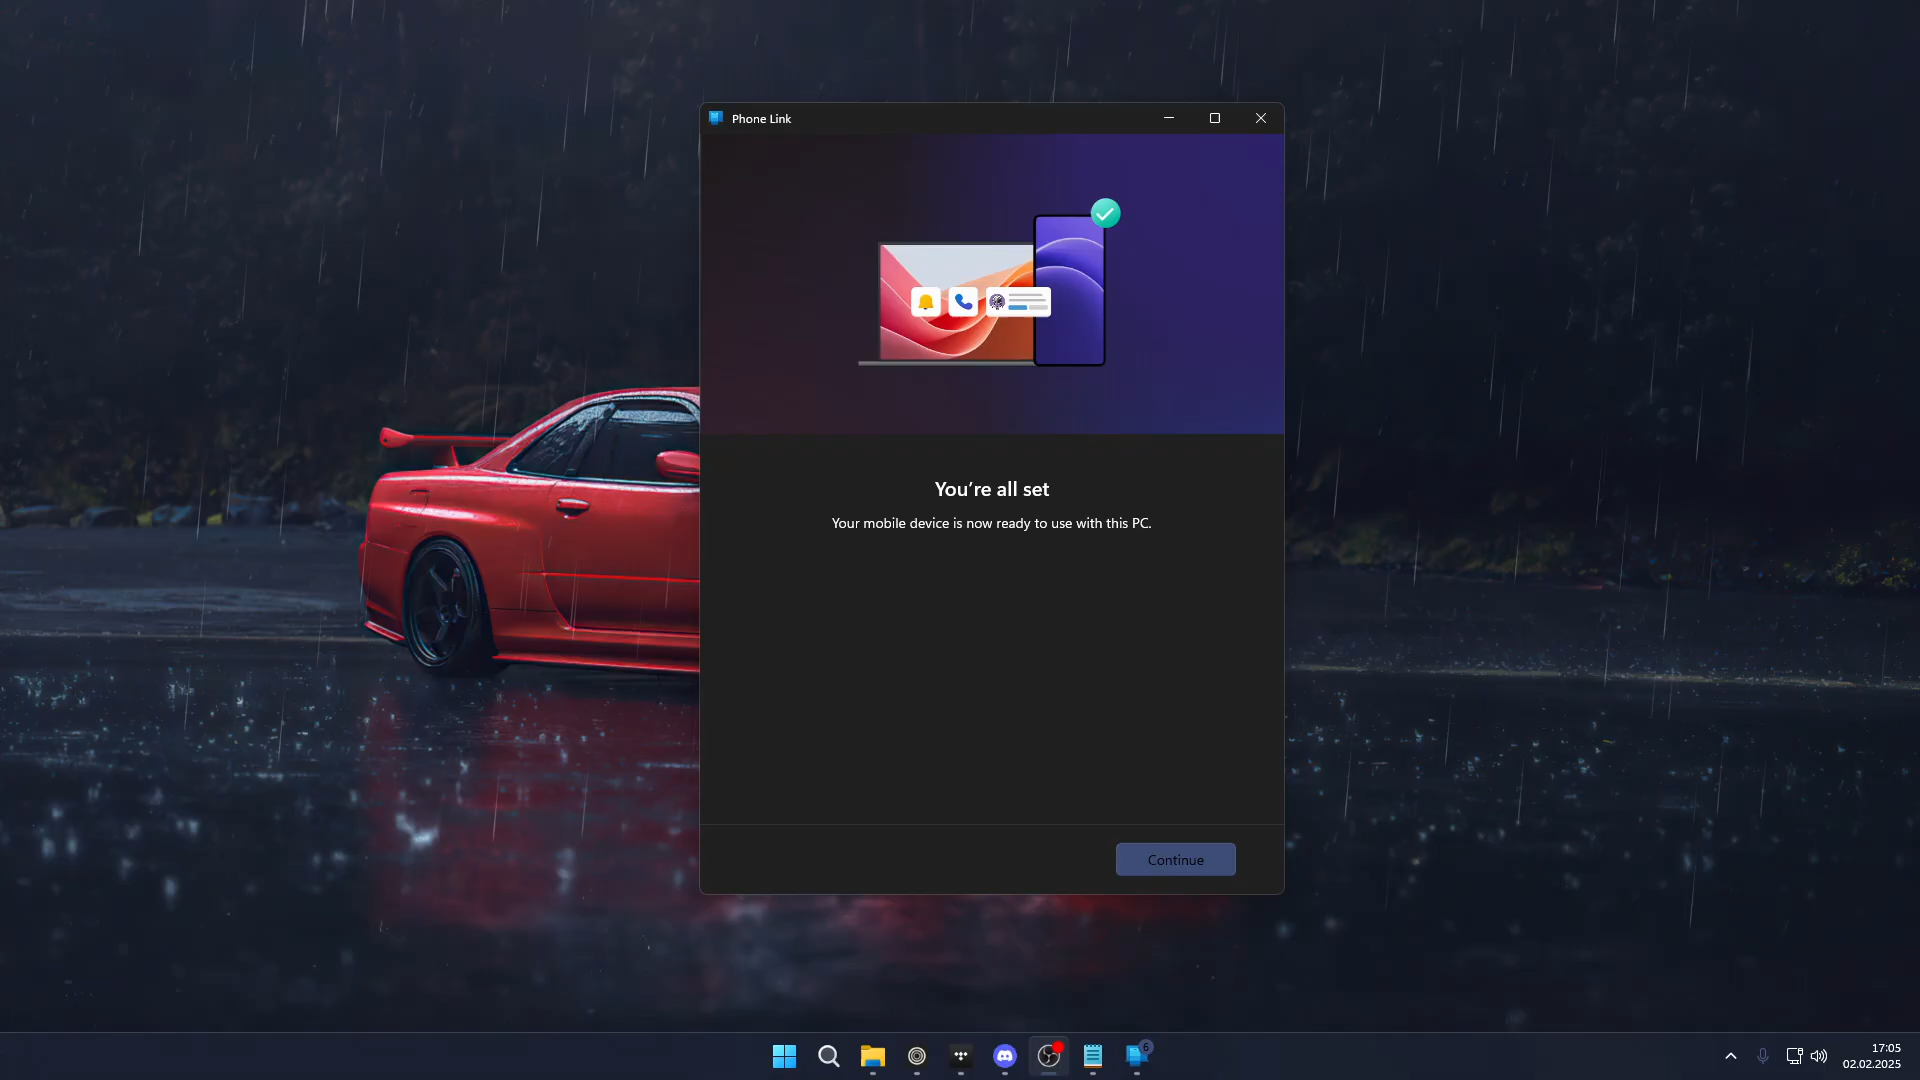 Phone Link
You’re all set
Your mobile device is now ready to use with this PC.
Continue
6
17:05
02.02.2025